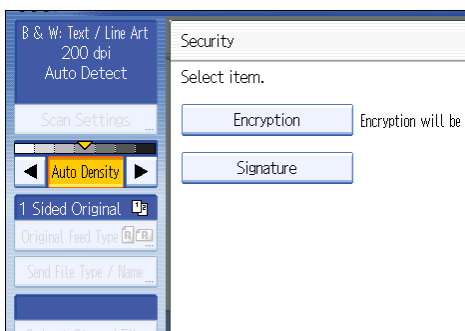 B & W: Text / Line Art
200 dpi
Auto Detect
Scan Settings
Auto Density
1 Sided Original
Original Feed Type
Send File Type / Name
Security
Select item.
Encryption
Encryption will be
Signature